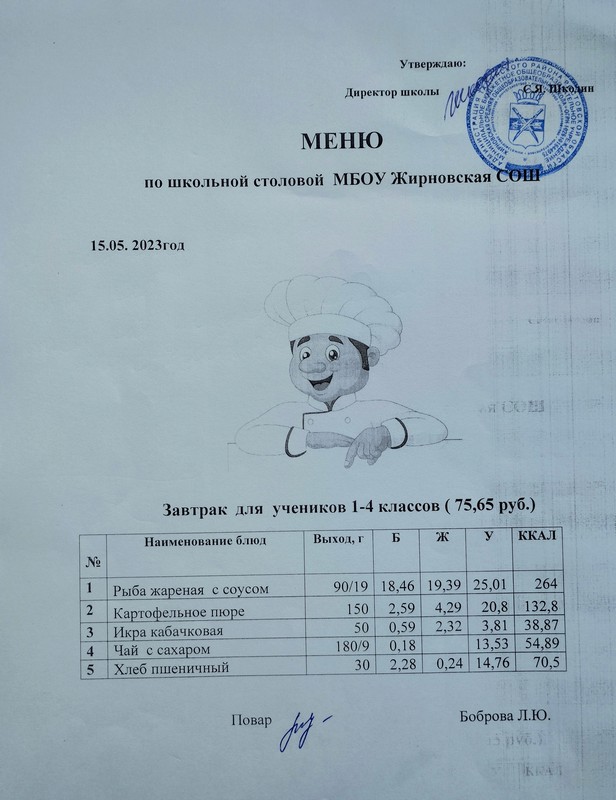 Утверждаю:
Директор школы С.Я. Школин
МЕНЮ
по школьной столовой МБОУ Жирновская СОШ
15.05. 2023год
Завтрак для учеников 1-4 классов ( 75,65 руб.)
№ Наименование блюд Выход, г Б Ж У ККАЛ
1 Рыба жареная с соусом 90/19 18,46 19,39 25,01 264
2 Картофельное пюре 150 2,59 4,29 20,8 132,8
3 Икра кабачковая 50 0,59 2,32 3,81 38,87
4 Чай с сахаром 180/9 0,18 13,53 54,89
5 Хлеб пшеничный 30 2,28 0,24 14,76 70,5
Повар Боброва Л.Ю.